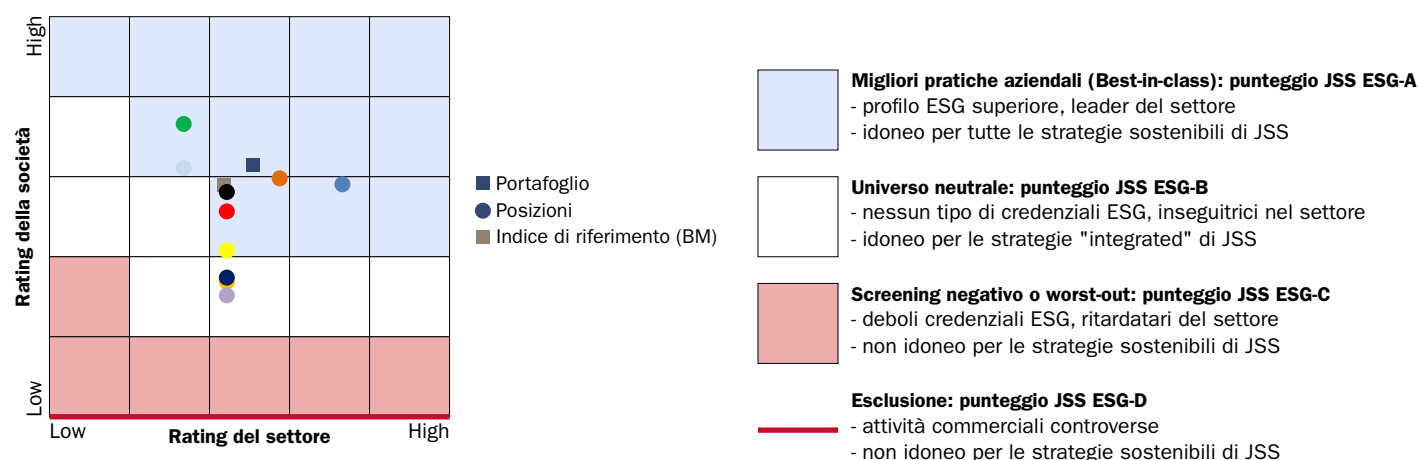 High
Rating della società
Low
Low
Rating del settore
High
Portafoglio
Posizioni
Indice di riferimento (BM)
Migliori pratiche aziendali (Best-in-class): punteggio JSS ESG-A
- profilo ESG superiore, leader del settore
- idoneo per tutte le strategie sostenibili di JSS
Universo neutrale: punteggio JSS ESG-B
- nessun tipo di credenziali ESG, inseguitrici nel settore
- idoneo per le strategie "integrated" di JSS
Screening negativo o worst-out: punteggio JSS ESG-C
- deboli credenziali ESG, ritardatari del settore
- non idoneo per le strategie sostenibili di JSS
Esclusione: punteggio JSS ESG-D
- attività commerciali controverse
- non idoneo per le strategie sostenibili di JSS